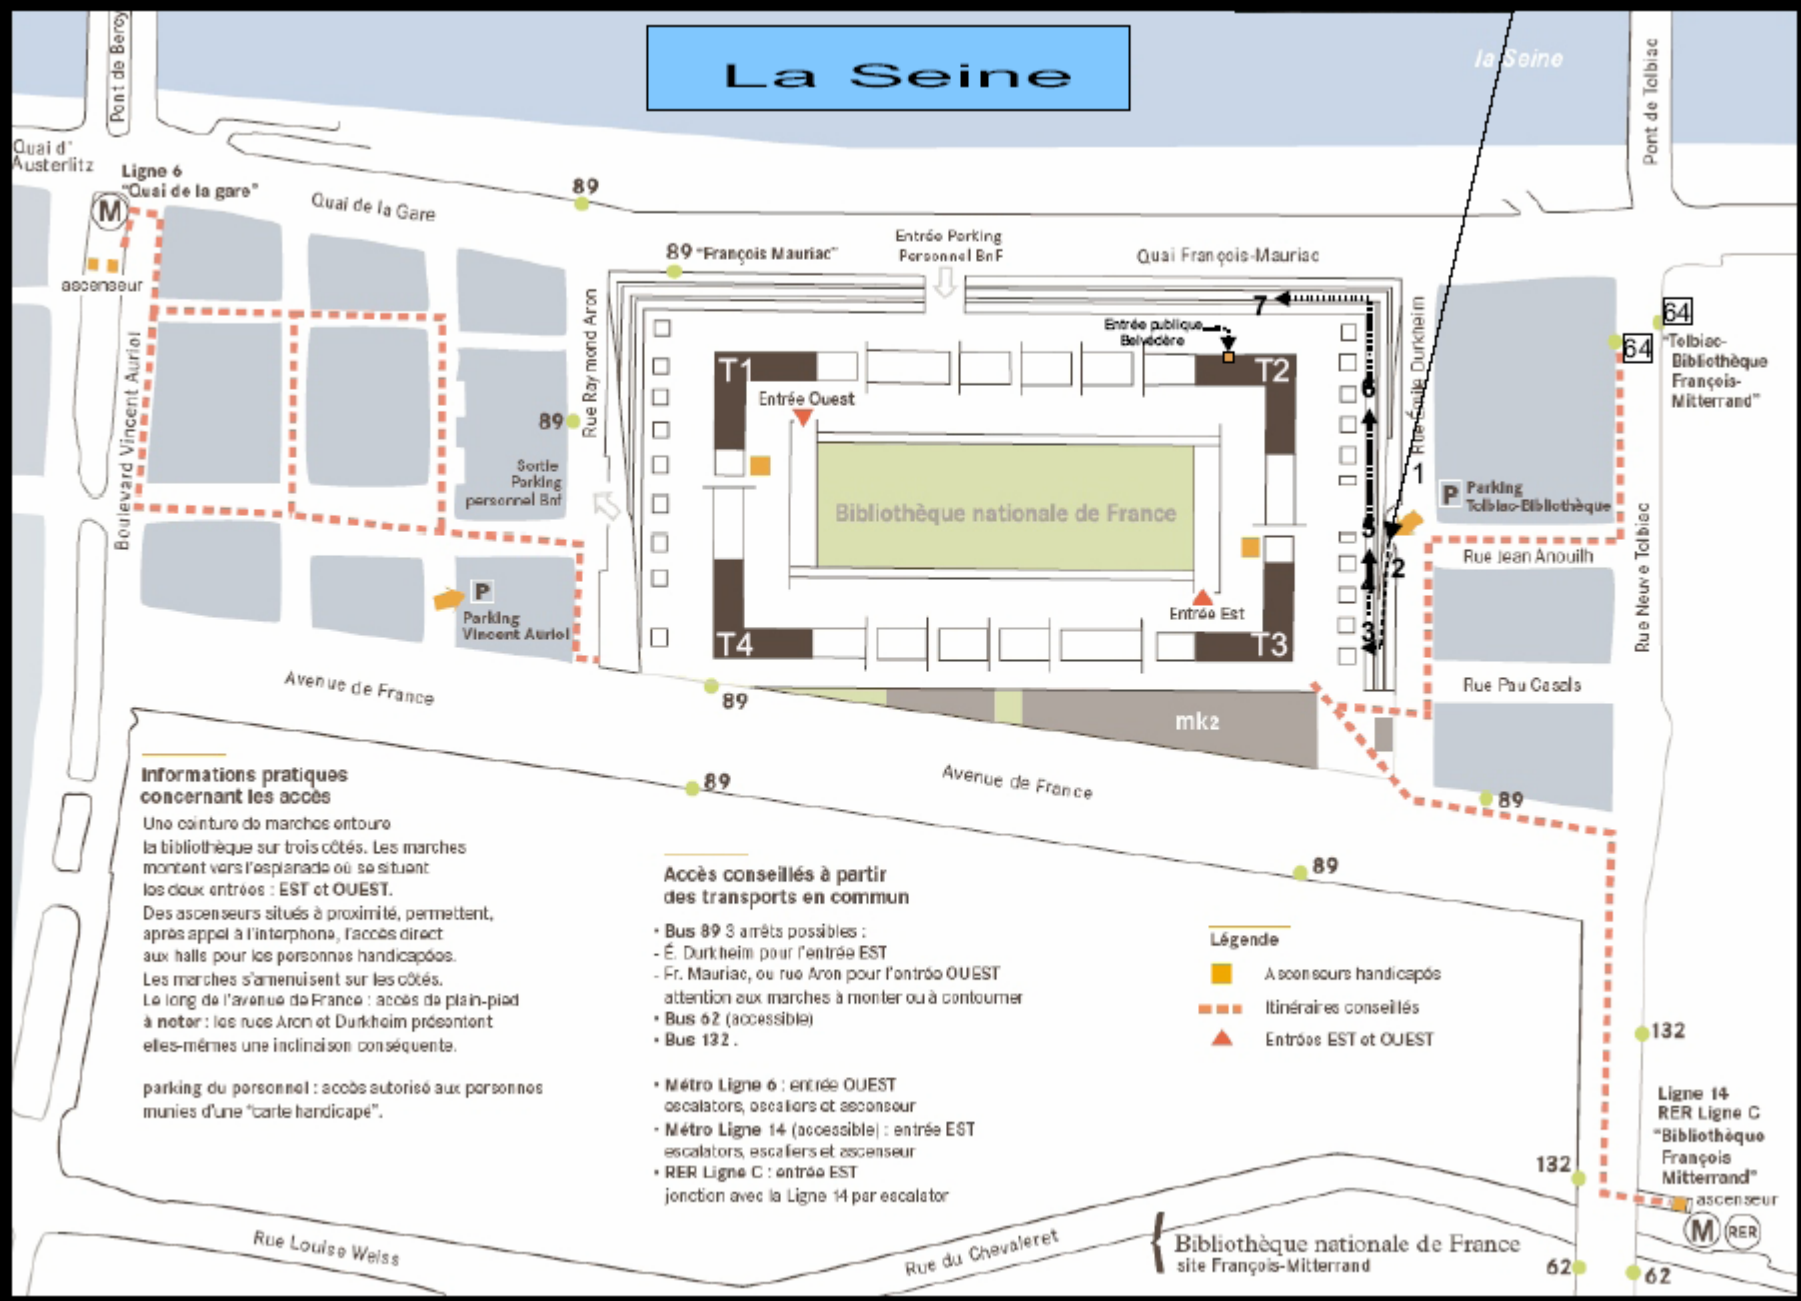 La Seine
la Seine
Pont de Bercy
Pont de Tolbiac
Quai d'
Austerlitz
Ligne 6
"Quai de la gare"
M
ascenseur
Quai de la Gare
89
89 "François Mauriac"
Entrée Parking
Personnel BnF
Quai François-Mauriac
Boulevard Vincent Auriol
Rue Raymond Aron
89
Sortie
Parking
personnel Bnf
P
Parking
Vincent Auriol
T1
Entrée Ouest
Entrée publique
Belvédère
T2
Bibliothèque nationale de France
Entrée Est
T4
T3
7
6
5
4
3
2
1
Rue Émile Durkheim
64
64
"Tolbiac-
Bibliothèque
François-
Mitterrand"
P Parking
Tolbiac-Bibliothèque
Rue Jean Anouilh
Rue Neuve Tolbiac
Rue Pau Casals
mk2
Avenue de France
89
89
Avenue de France
89
89
Informations pratiques
concernant les accès
Une ceinture de marches entoure
la bibliothèque sur trois côtés. Les marches
montent vers l'esplanade où se situent
les deux entrées : EST et OUEST.
Des ascenseurs situés à proximité, permettent,
après appel à l'interphone, l'accès direct
aux halls pour les personnes handicapées.
Les marches s'amenuisent sur les côtés.
Le long de l'avenue de France : accès de plain-pied
à noter : les rues Aron et Durkheim présentent
elles-mêmes une inclinaison conséquente.
parking du personnel : accès autorisé aux personnes
munies d'une "carte handicapé".
Accès conseillés à partir
des transports en commun
• Bus 89 3 arrêts possibles :
- É. Durkheim pour l'entrée EST
- Fr. Mauriac, ou rue Aron pour l'entrée OUEST
attention aux marches à monter ou à contourner
• Bus 62 (accessible)
• Bus 132 .
• Métro Ligne 6 : entrée OUEST
escalators, escaliers et ascenseur
• Métro Ligne 14 (accessible) : entrée EST
escalators, escaliers et ascenseur
• RER Ligne C : entrée EST
jonction avec la Ligne 14 par escalator
Légende
Ascenseurs handicapés
Itinéraires conseillés
Entrées EST et OUEST
132
Ligne 14
RER Ligne C
"Bibliothèque
François
Mitterrand"
ascenseur
M RER
132
62
62
Rue Louise Weiss
Rue du Chevaleret
Bibliothèque nationale de France
site François-Mitterrand